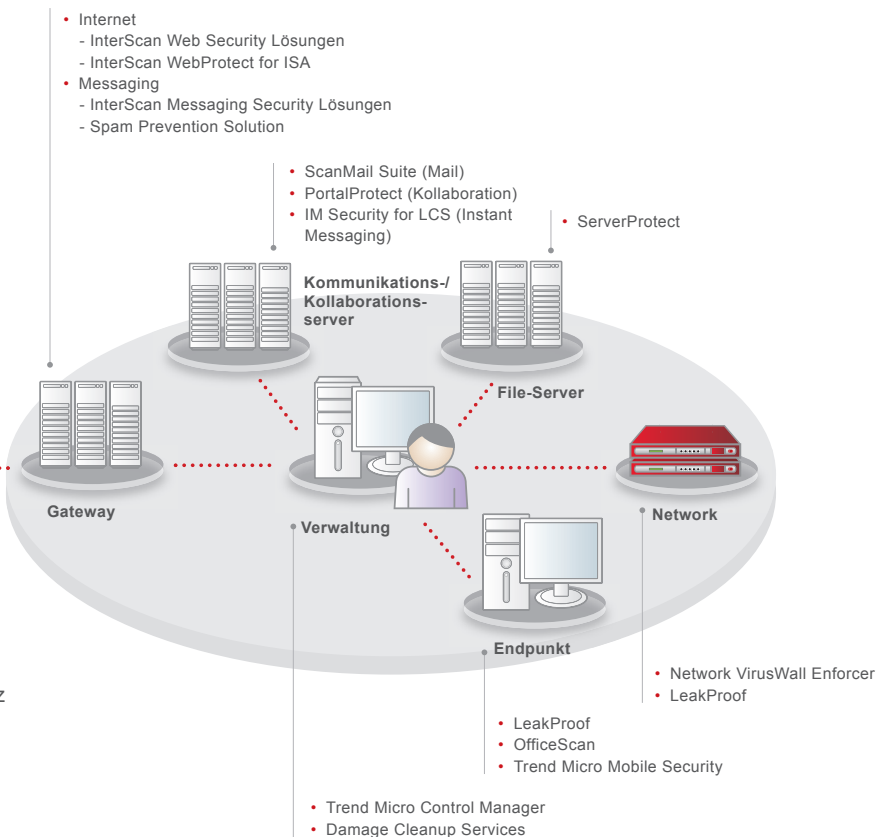 • Internet
- InterScan Web Security Lösungen
- InterScan WebProtect for ISA
• Messaging
- InterScan Messaging Security Lösungen
- Spam Prevention Solution
• ScanMail Suite (Mail)
• PortalProtect (Kollaboration)
• IM Security for LCS (Instant
Messaging)
• ServerProtect
Kommunikations-/
Kollaborations-
server
File-Server
Gateway
Verwaltung
Network
Endpunkt
z
• Network VirusWall Enforcer
• LeakProof
• LeakProof
• OfficeScan
• Trend Micro Mobile Security
• Trend Micro Control Manager
• Damage Cleanup Services